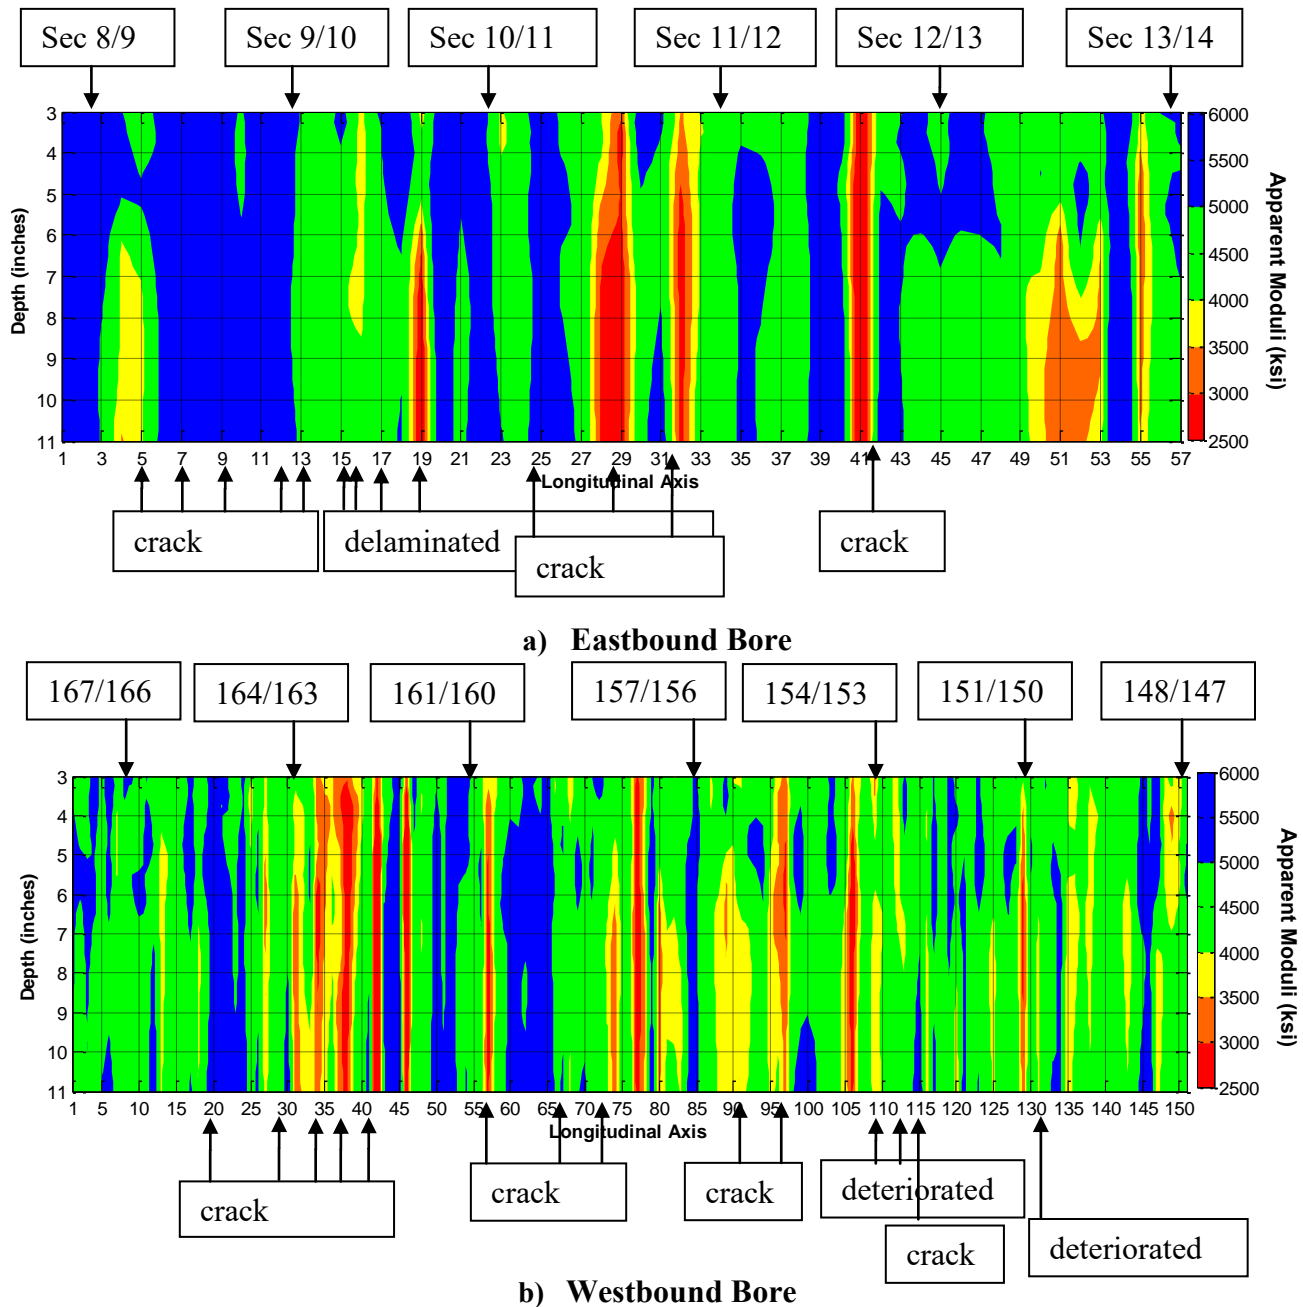 Sec 8/9 Sec 9/10 Sec 10/11 Sec 11/12 Sec 12/13 Sec 13/14
3 4 5 6 7 8 9 10 11
Depth (inches)
6000 5500 5000 4500 4000 3500 3000 2500
Apparent Moduli (ksi)
1 3 5 7 9 11 13 15 17 19 21 23 25 27 29 31 33 35 37 39 41 43 45 47 49 51 53 55 57
Longitudinal Axis
crack delaminated crack
crack
a) Eastbound Bore
167/166 164/163 161/160 157/156 154/153 151/150 148/147
3 4 5 6 7 8 9 10 11
Depth (inches)
6000 5500 5000 4500 4000 3500 3000 2500
Apparent Moduli (ksi)
1 5 10 15 20 25 30 35 40 45 50 55 60 65 70 75 80 85 90 95 100 105 110 115 120 125 130 135 140 145 150
Longitudinal Axis
crack crack crack deteriorated
crack deteriorated
b) Westbound Bore